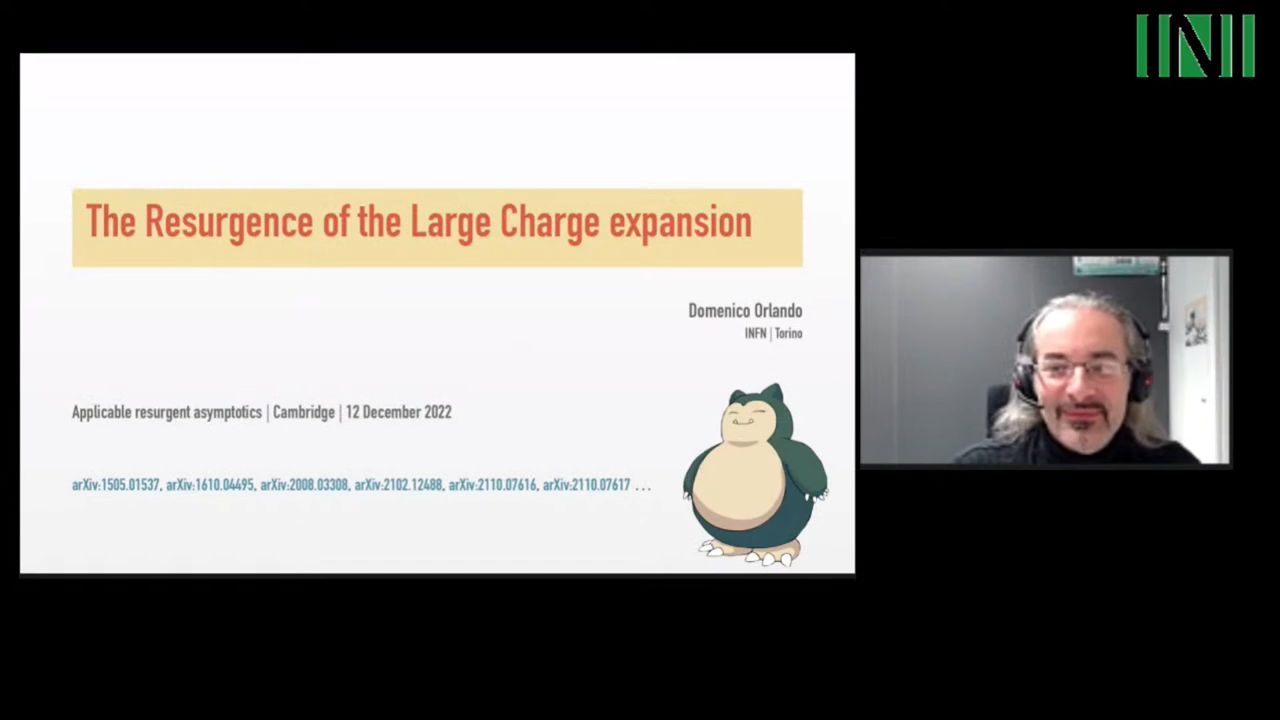 INI
The Resurgence of the Large Charge expansion
Domenico Orlando
INFN | Torino
Applicable resurgent asymptotics | Cambridge | 12 December 2022
arXiv:1505.01537, arXiv:1610.04495, arXiv:2008.03308, arXiv:2102.12488, arXiv:2110.07616, arXiv:2110.07617 ...